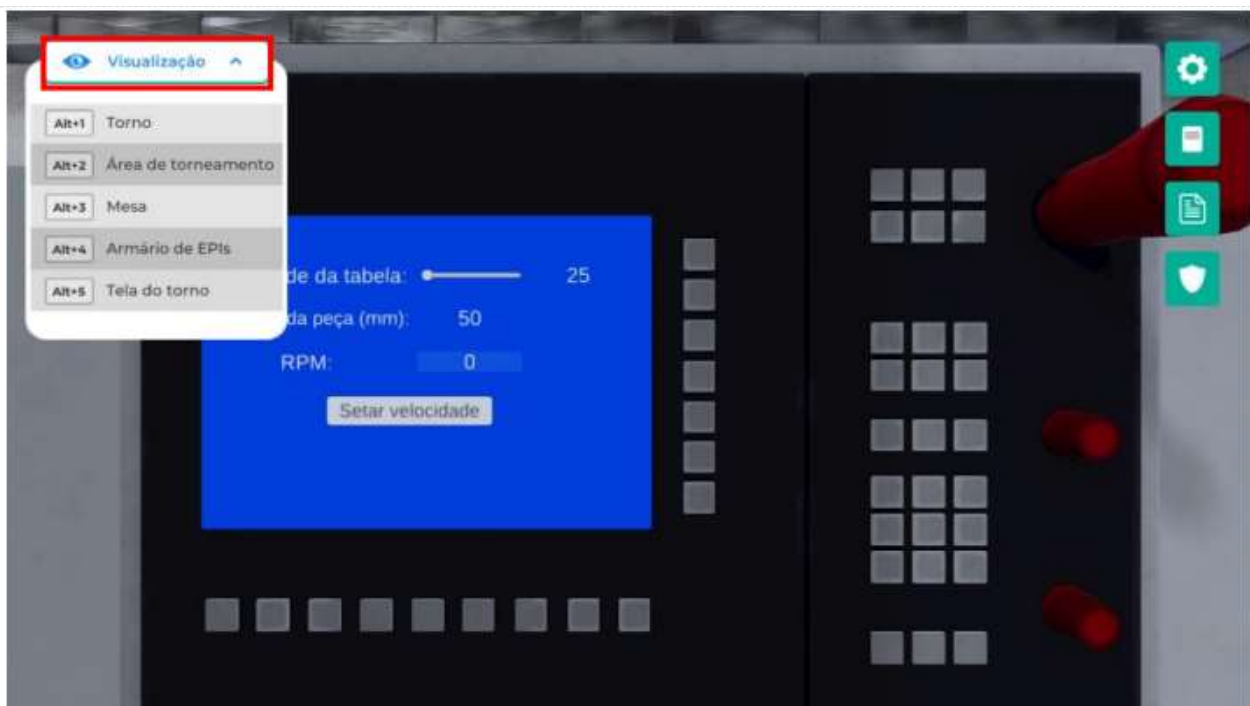 Visualização
Alt+1 Torno
Alt+2 Área de torneamento
Alt+3 Mesa
Alt+4 Armário de EPIs
Alt+5 Tela do torno
de da tabela: 25
da peça (mm): 50
RPM: 0
Setar velocidade